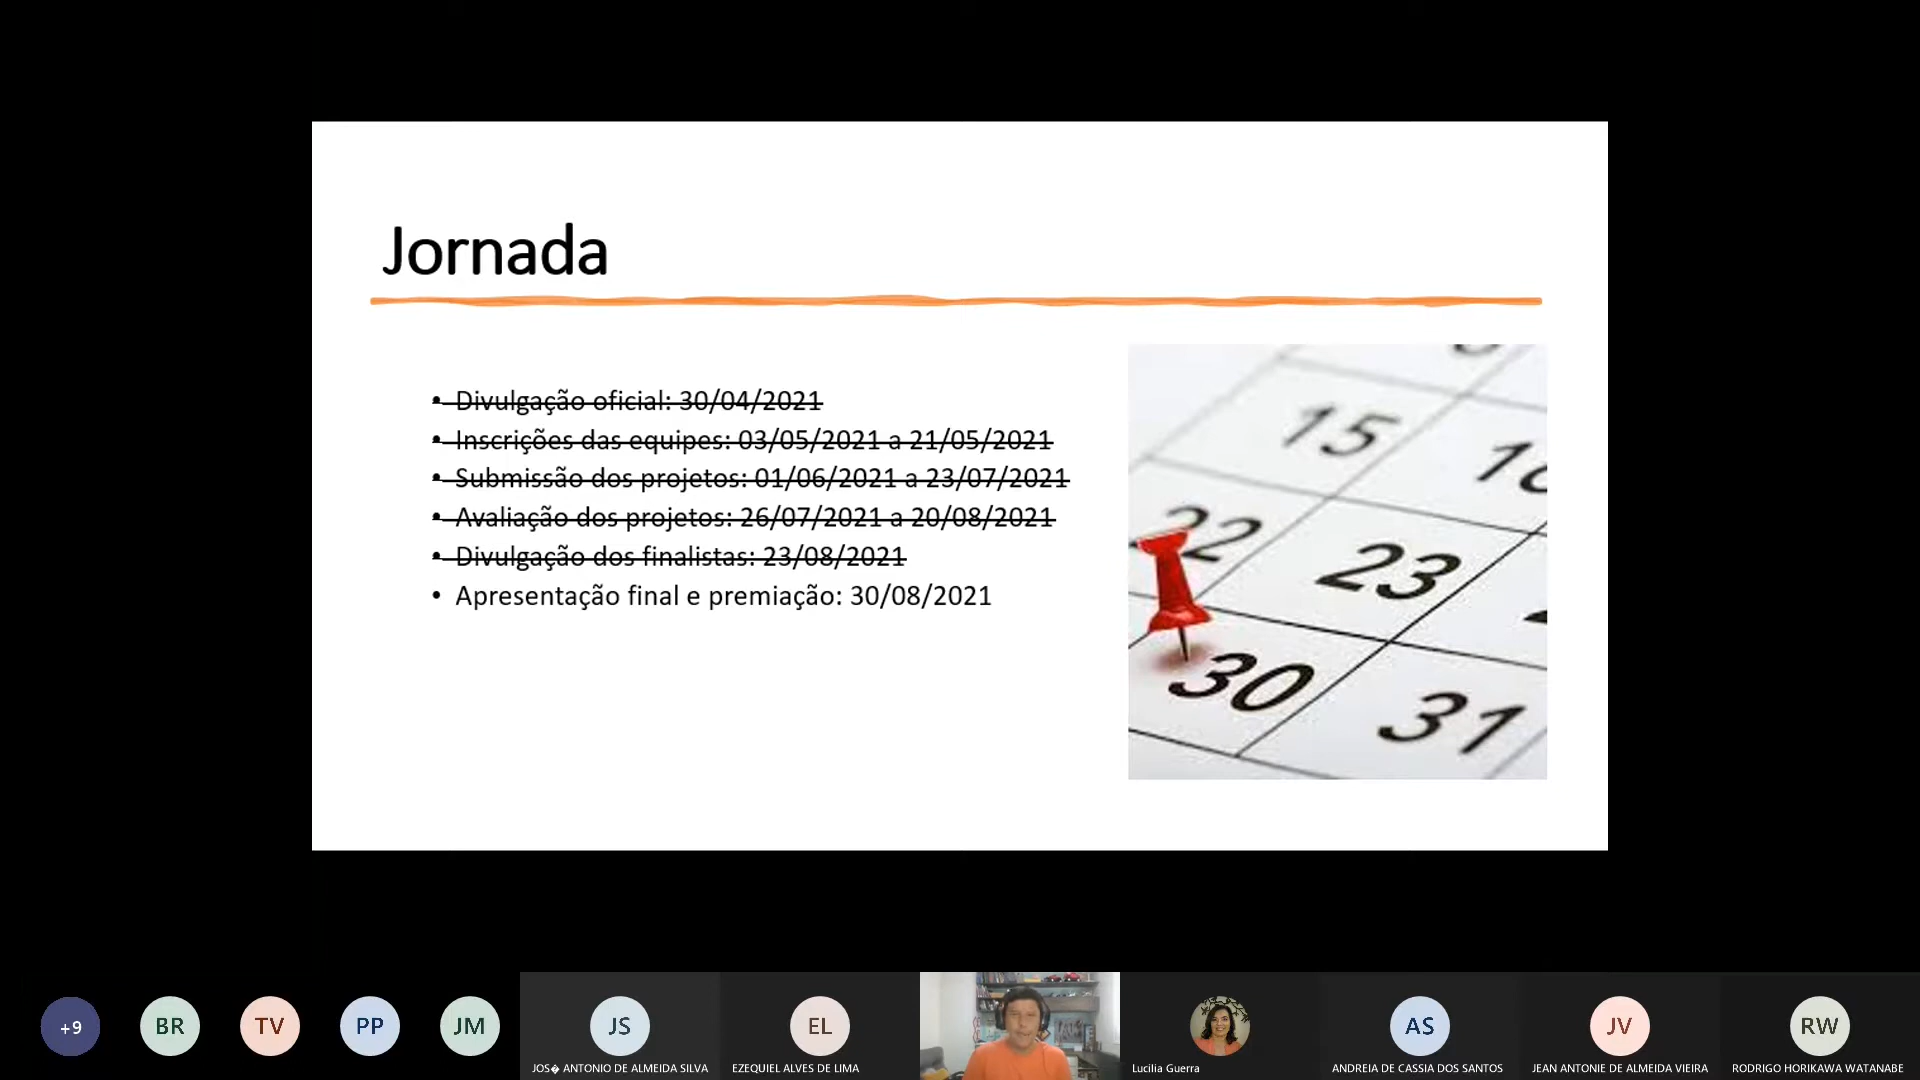 Jornada
• Divulgação oficial: 30/04/2021
• Inscrições das equipes: 03/05/2021 a 21/05/2021
• Submissão dos projetos: 01/06/2021 a 23/07/2021
• Avaliação dos projetos: 26/07/2021 a 20/08/2021
• Divulgação dos finalistas: 23/08/2021
• Apresentação final e premiação: 30/08/2021
15
22 23
30 31
+9 BR TV PP JM JS EL AS JV RW
JOS� ANTONIO DE ALMEIDA SILVA EZEQUIEL ALVES DE LIMA Lucilia Guerra ANDREIA DE CASSIA DOS SANTOS JEAN ANTONIE DE ALMEIDA VIEIRA RODRIGO HORIKAWA WATANABE